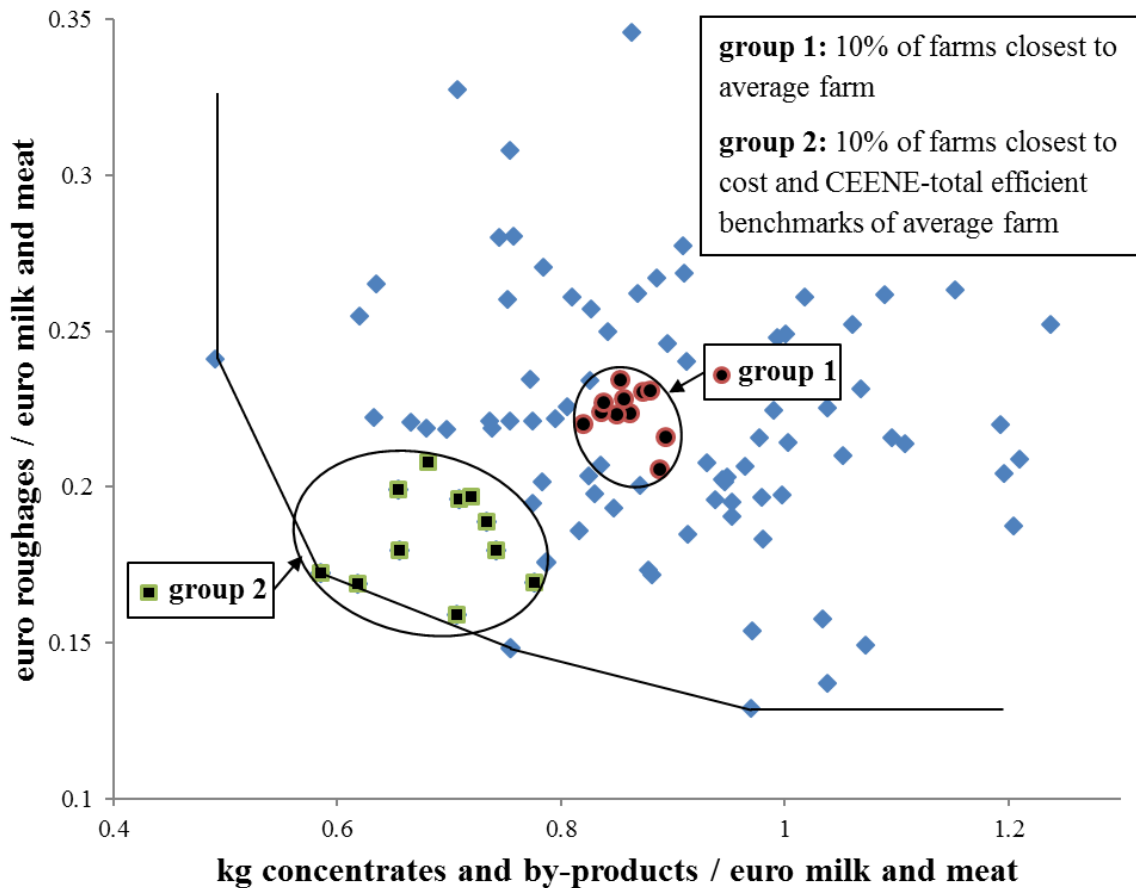 0.35
0.3
0.25
0.2
0.15
0.1
0.4
0.6
0.8
1
1.2
euro roughages / euro milk and meat
kg concentrates and by-products / euro milk and meat
group 1: 10% of farms closest to
average farm
group 2: 10% of farms closest to
cost and CEENE-total efficient
benchmarks of average farm
group 1
group 2